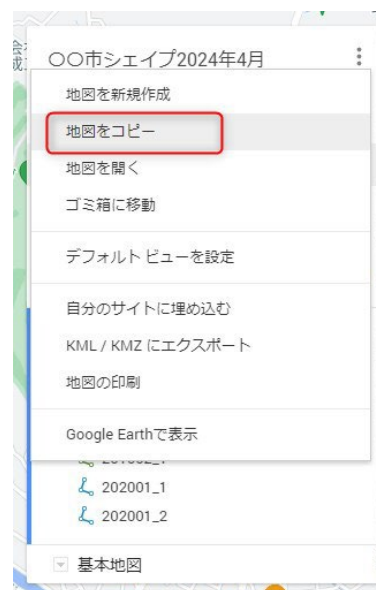 〇〇市シェイプ2024年4月
地図を新規作成
地図をコピー
地図を開く
ゴミ箱に移動
デフォルト ビューを設定
自分のサイトに埋め込む
KML / KMZ にエクスポート
地図の印刷
Google Earthで表示
202001_1
202001_2
基本地図